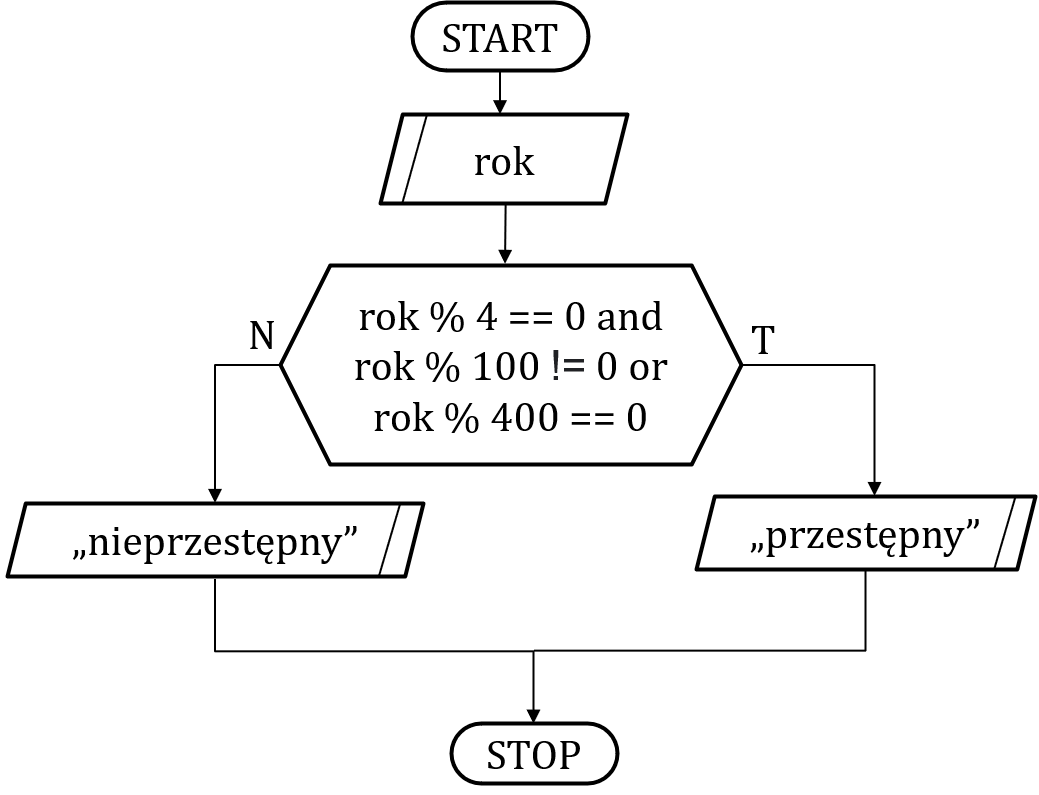 START
rok
rok % 4 == 0 and
rok % 100 != 0 or
rok % 400 == 0
N
T
„nieprzestępny”
„przestępny”
STOP